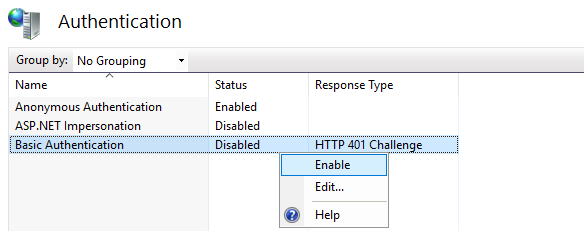 Authentication
Group by: No Grouping
Name Status Response Type
Anonymous Authentication Enabled
ASP.NET Impersonation Disabled
Basic Authentication Disabled HTTP 401 Challenge
Enable
Edit...
Help